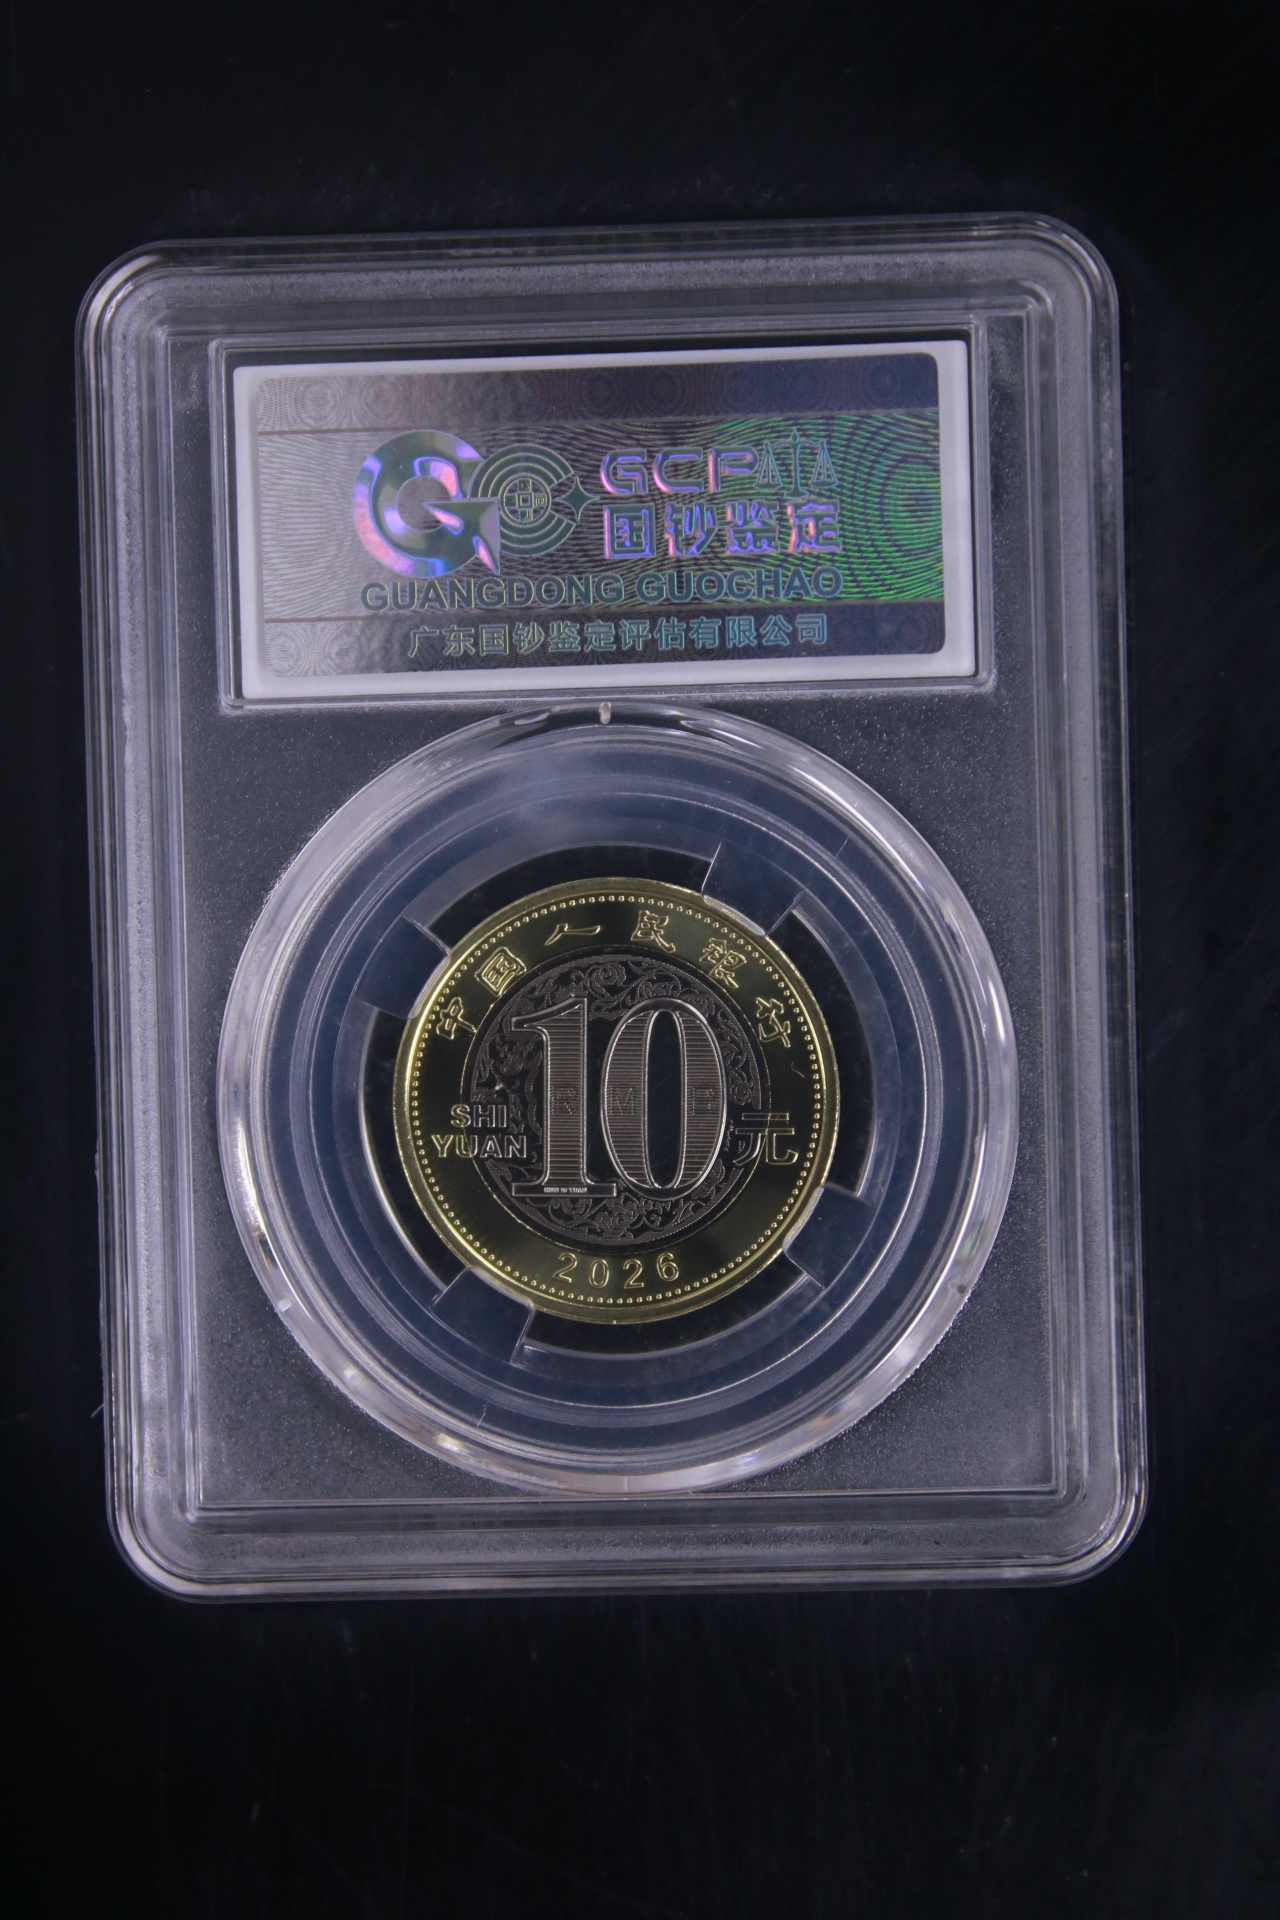 GCP
国钞鉴定
GUANGDONG GUOCHAO
广东国钞鉴定评估有限公司
中国人民银行
10
RMB
SHI
YUAN
元
2026